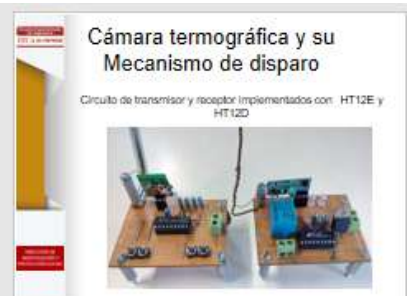 Cámara termográfica y su
Mecanismo de disparo
Circuito de transmisor y receptor implementados con HT12E y
HT12D